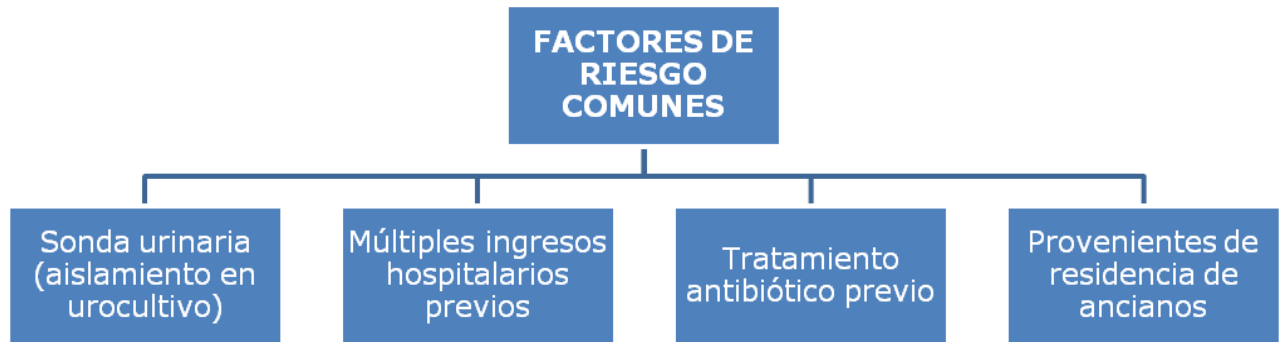 FACTORES DE
RIESGO
COMUNES
Sonda urinaria
(aislamiento en
urocultivo)
Múltiples ingresos
hospitalarios
previos
Tratamiento
antibiótico previo
Provenientes de
residencia de
ancianos